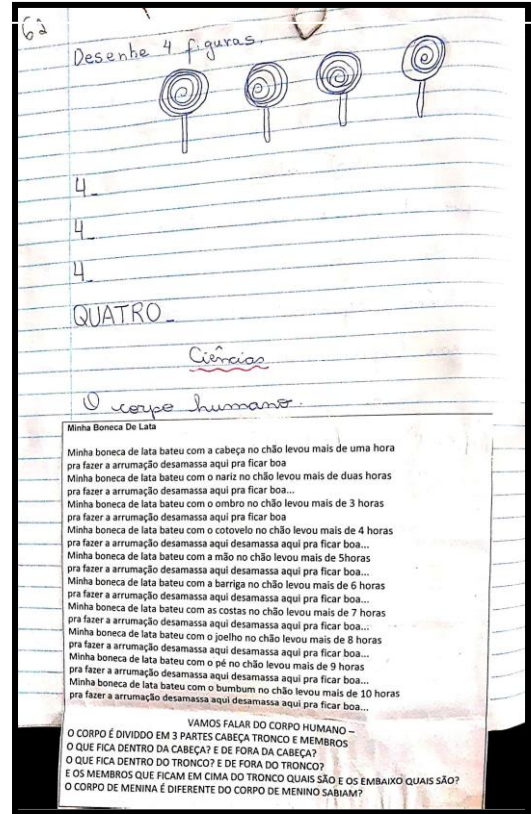 6ª
Desenhe 4 figuras.
4_
4_
4_
QUATRO_
Ciências
O corpo humano.
Minha Boneca De Lata
Minha boneca de lata bateu com a cabeça no chão levou mais de uma hora
pra fazer a arrumação desamassa aqui pra ficar boa
Minha boneca de lata bateu com o nariz no chão levou mais de duas horas
pra fazer a arrumação desamassa aqui pra ficar boa...
Minha boneca de lata bateu com o ombro no chão levou mais de 3 horas
pra fazer a arrumação desamassa aqui pra ficar boa
Minha boneca de lata bateu com o cotovelo no chão levou mais de 4 horas
pra fazer a arrumação desamassa aqui desamassa aqui pra ficar boa...
Minha boneca de lata bateu com a mão no chão levou mais de 5horas
pra fazer a arrumação desamassa aqui desamassa aqui pra ficar boa...
Minha boneca de lata bateu com a barriga no chão levou mais de 6 horas
pra fazer a arrumação desamassa aqui desamassa aqui pra ficar boa...
Minha boneca de lata bateu com as costas no chão levou mais de 7 horas
pra fazer a arrumação desamassa aqui desamassa aqui pra ficar boa...
Minha boneca de lata bateu com o joelho no chão levou mais de 8 horas
pra fazer a arrumação desamassa aqui desamassa aqui pra ficar boa...
Minha boneca de lata bateu com o pé no chão levou mais de 9 horas
pra fazer a arrumação desamassa aqui desamassa aqui pra ficar boa...
Minha boneca de lata bateu com o bumbum no chão levou mais de 10 horas
pra fazer a arrumação desamassa aqui desamassa aqui pra ficar boa...
VAMOS FALAR DO CORPO HUMANO –
O CORPO É DIVIDDO EM 3 PARTES CABEÇA TRONCO E MEMBROS
O QUE FICA DENTRO DA CABEÇA? E DE FORA DA CABEÇA?
O QUE FICA DENTRO DO TRONCO? E DE FORA DO TRONCO?
E OS MEMBROS QUE FICAM EM CIMA DO TRONCO QUAIS SÃO E OS EMBAIXO QUAIS SÃO?
O CORPO DE MENINA É DIFERENTE DO CORPO DE MENINO SABIAM?